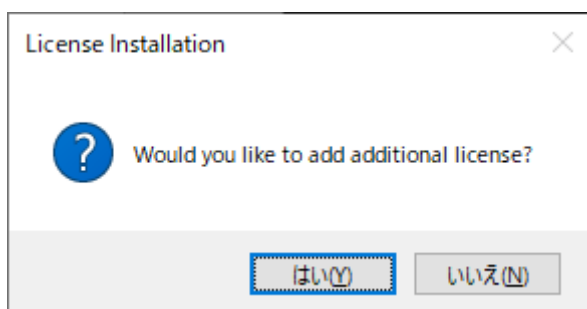 License Installation
?
Would you like to add additional license?
はい(Y)
いいえ(N)